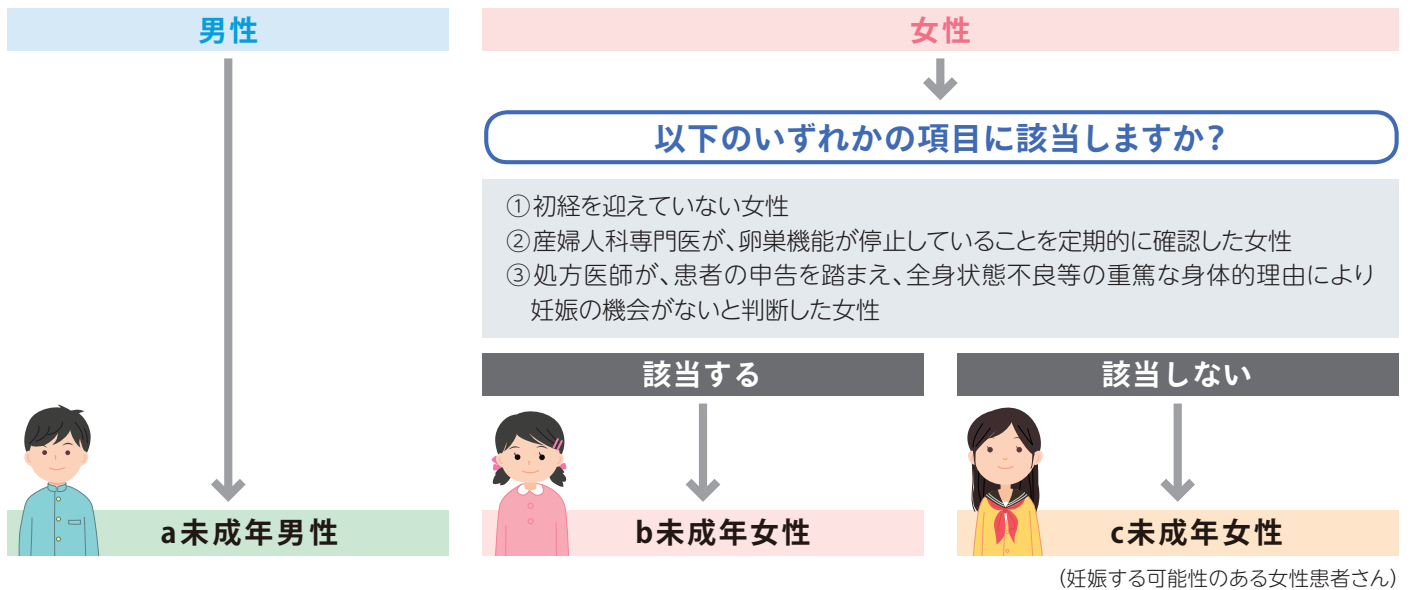 男性
女性
以下のいずれかの項目に該当しますか？
①初経を迎えていない女性
②産婦人科専門医が、卵巣機能が停止していることを定期的に確認した女性
③処方医師が、患者の申告を踏まえ、全身状態不良等の重篤な身体的理由により
妊娠の機会がないと判断した女性
該当する
該当しない
a未成年男性
b未成年女性
c未成年女性
（妊娠する可能性のある女性患者さん）